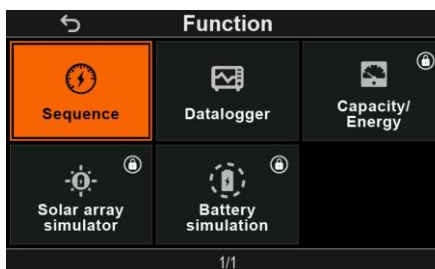 Function
Sequence
Datalogger
Capacity/
Energy
Solar array
simulator
Battery
simulation
1/1